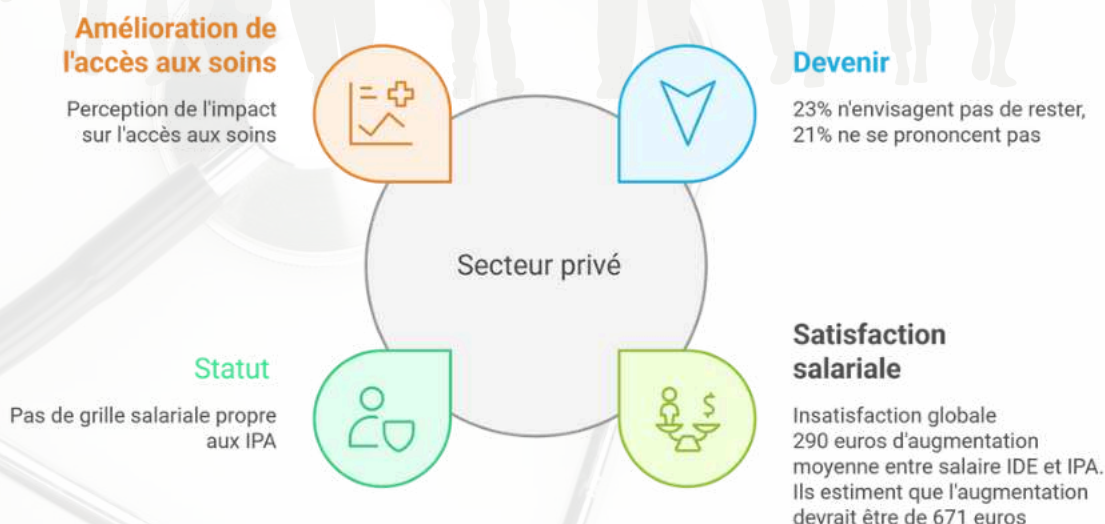 Amélioration de
l'accès aux soins
Perception de l'impact
sur l'accès aux soins
Devenir
23% n'envisagent pas de rester,
21% ne se prononcent pas
Secteur privé
Statut
Pas de grille salariale propre
aux IPA
$
Satisfaction
salariale
Insatisfaction globale
290 euros d'augmentation
moyenne entre salaire IDE et IPA.
Ils estiment que l'augmentation
devrait être de 671 euros